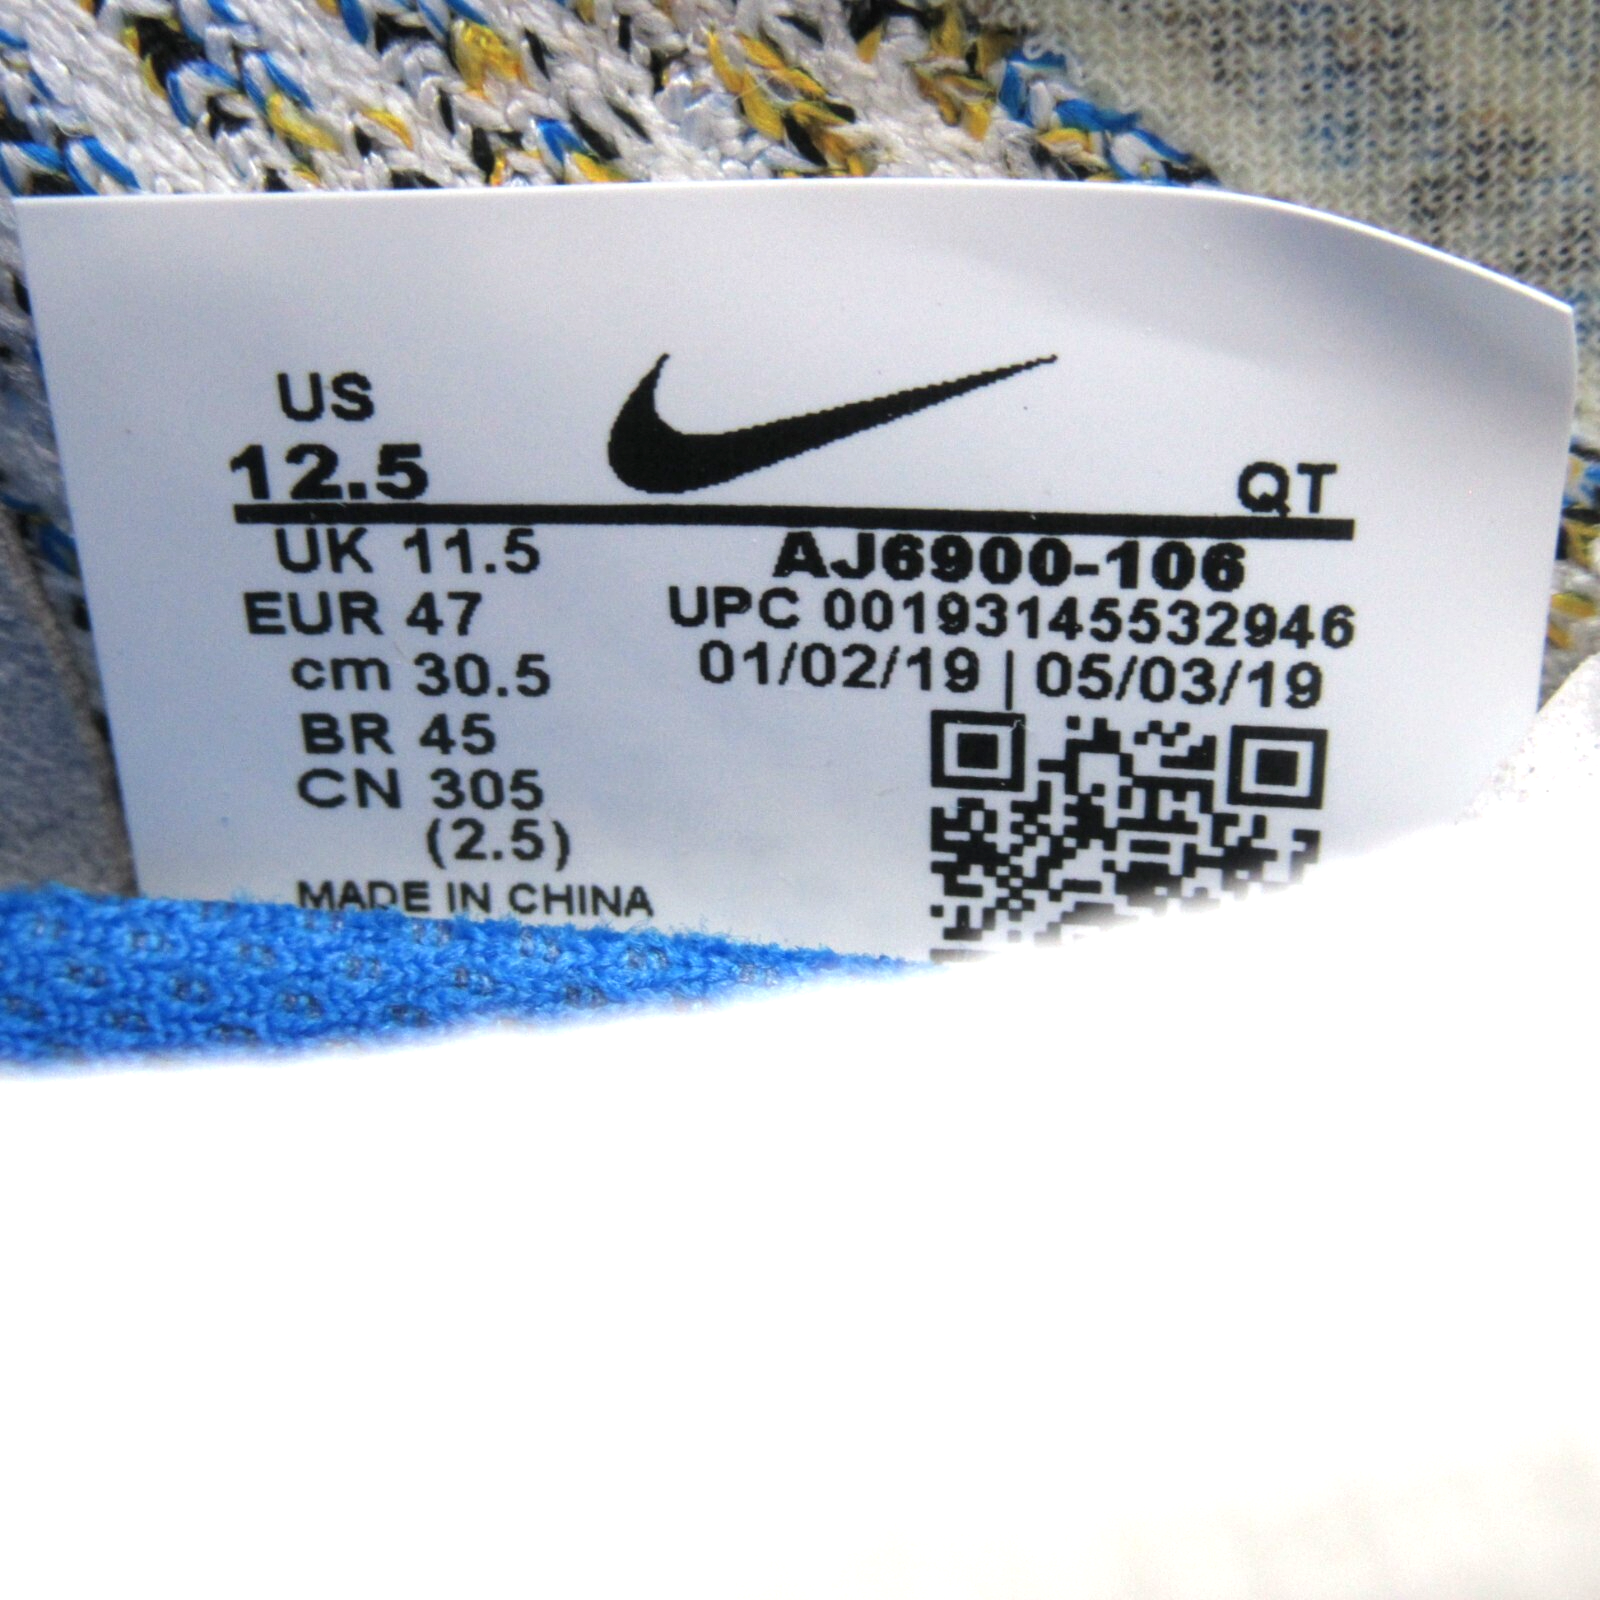 US
12.5
QT
UK 11.5
EUR 47
cm 30.5
BR 45
CN 305
(2.5)
MADE IN CHINA
AJ6900-106
UPC 00193145532946
01/02/19 | 05/03/19